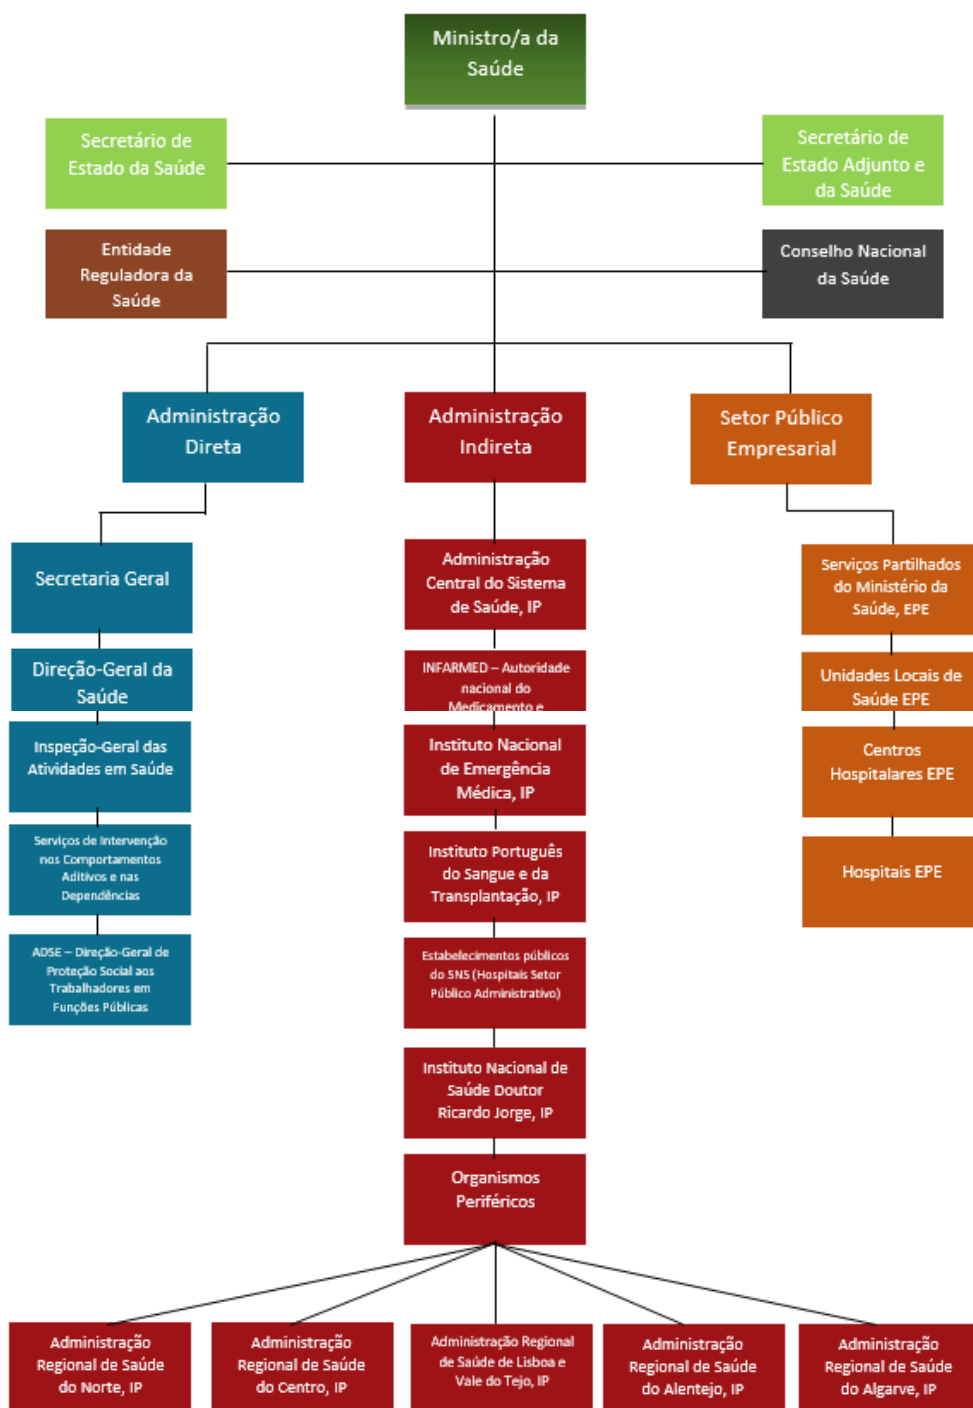 Ministro/a da
Saúde
Secretário de
Estado da Saúde
Secretário de
Estado Adjunto e
da Saúde
Entidade
Reguladora da
Saúde
Conselho Nacional
da Saúde
Administração
Direta
Administração
Indireta
Setor Público
Empresarial
Secretaria Geral
Direção-Geral da
Saúde
Inspeção-Geral das
Atividades em Saúde
Serviços de Intervenção
nos Comportamentos
Aditivos e nas
Dependências
ADSE – Direção-Geral de
Proteção Social aos
Trabalhadores em
Funções Públicas
Administração
Central do Sistema
de Saúde, IP
INFARMED – Autoridade
nacional do
Medicamento e
Instituto Nacional
de Emergência
Médica, IP
Instituto Português
do Sangue e da
Transplantação, IP
Estabelecimentos públicos
do SNS (Hospitais Setor
Público Administrativo)
Instituto Nacional de
Saúde Doutor
Ricardo Jorge, IP
Organismos
Periféricos
Serviços Partilhados
do Ministério da
Saúde, EPE
Unidades Locais de
Saúde EPE
Centros
Hospitalares EPE
Hospitais EPE
Administração
Regional de Saúde
do Norte, IP
Administração
Regional de Saúde
do Centro, IP
Administração Regional
de Saúde de Lisboa e
Vale do Tejo, IP
Administração
Regional de Saúde
do Alentejo, IP
Administração
Regional de Saúde
do Algarve, IP